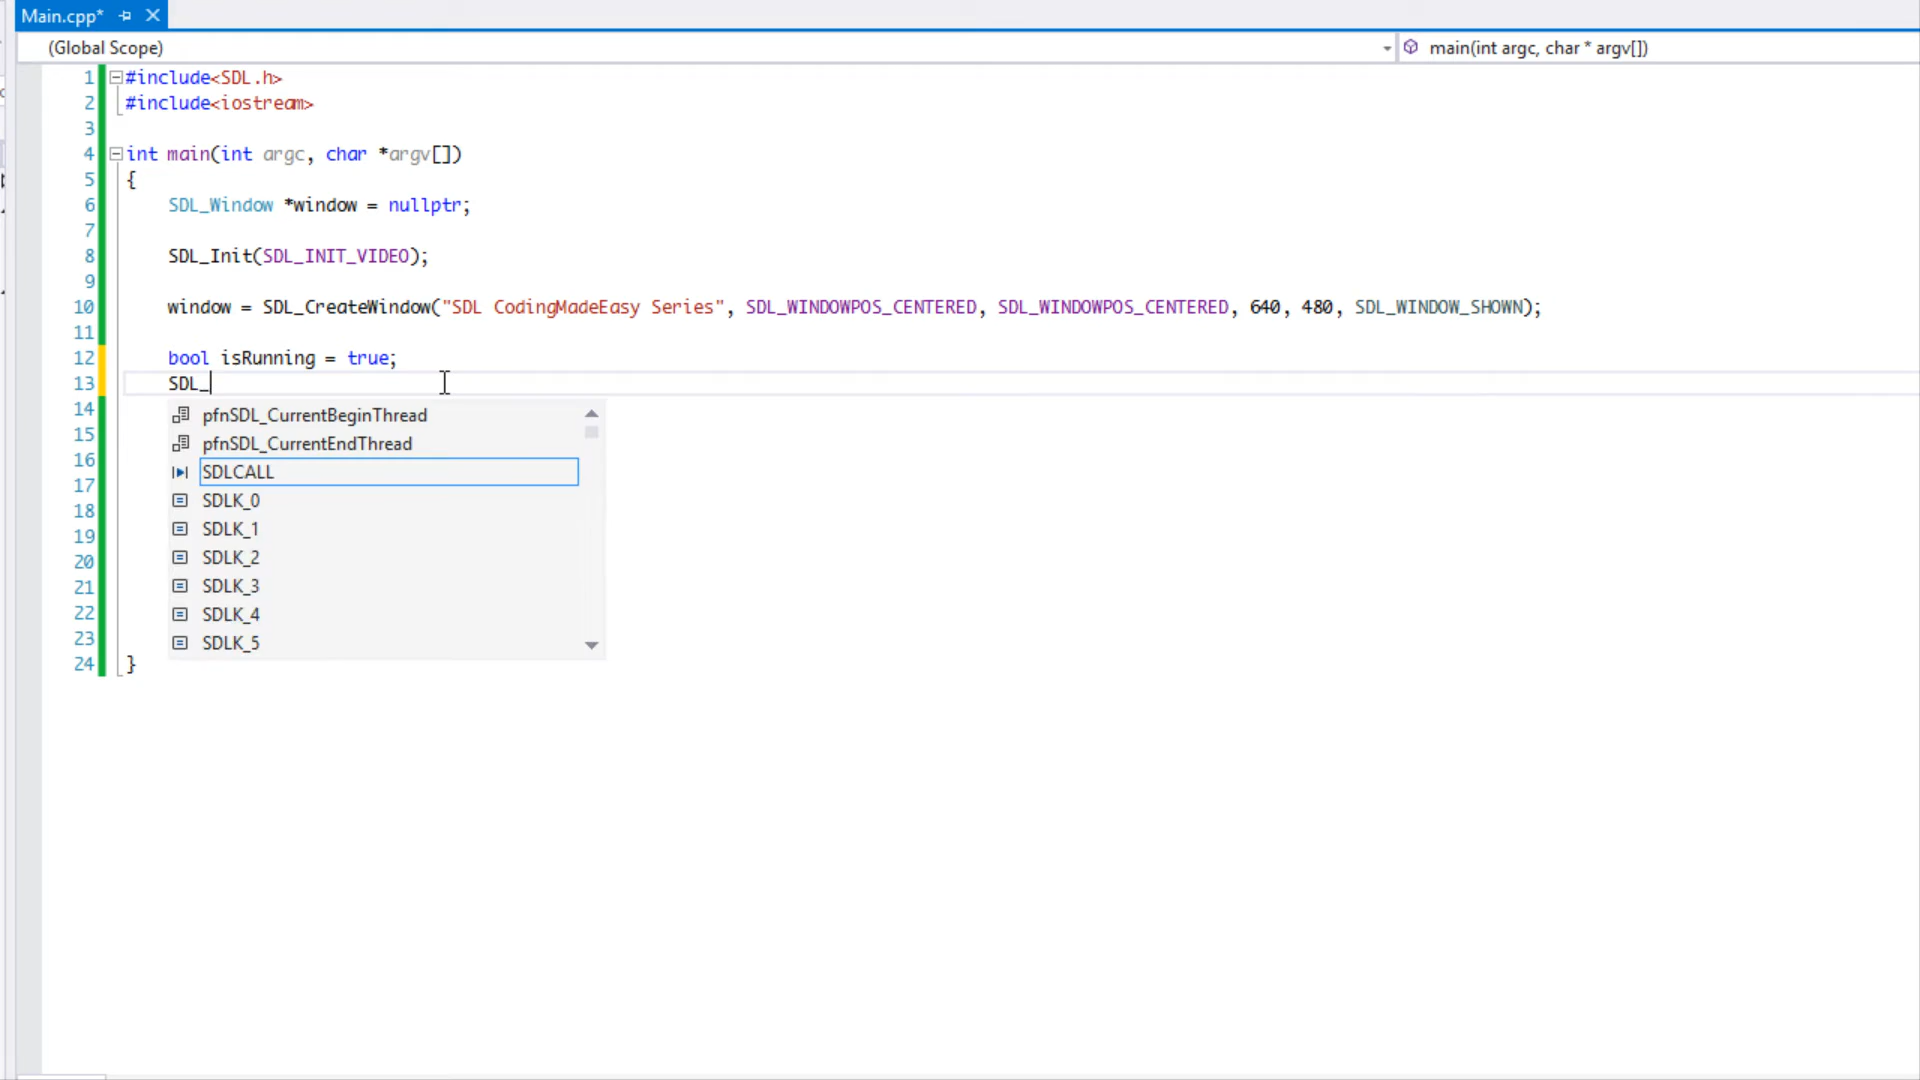 Main.cpp*
(Global Scope) main(int argc, char * argv[])
1 #include<SDL.h>
2 #include<iostream>
3
4 int main(int argc, char *argv[])
5 {
6 SDL_Window *window = nullptr;
7
8 SDL_Init(SDL_INIT_VIDEO);
9
10 window = SDL_CreateWindow("SDL CodingMadeEasy Series", SDL_WINDOWPOS_CENTERED, SDL_WINDOWPOS_CENTERED, 640, 480, SDL_WINDOW_SHOWN);
11
12 bool isRunning = true;
13 SDL_
14 pfnSDL_CurrentBeginThread
15 pfnSDL_CurrentEndThread
16 SDLCALL
17 SDLK_0
18 SDLK_1
19 SDLK_2
20
21 SDLK_3
22 SDLK_4
23 SDLK_5
24 }